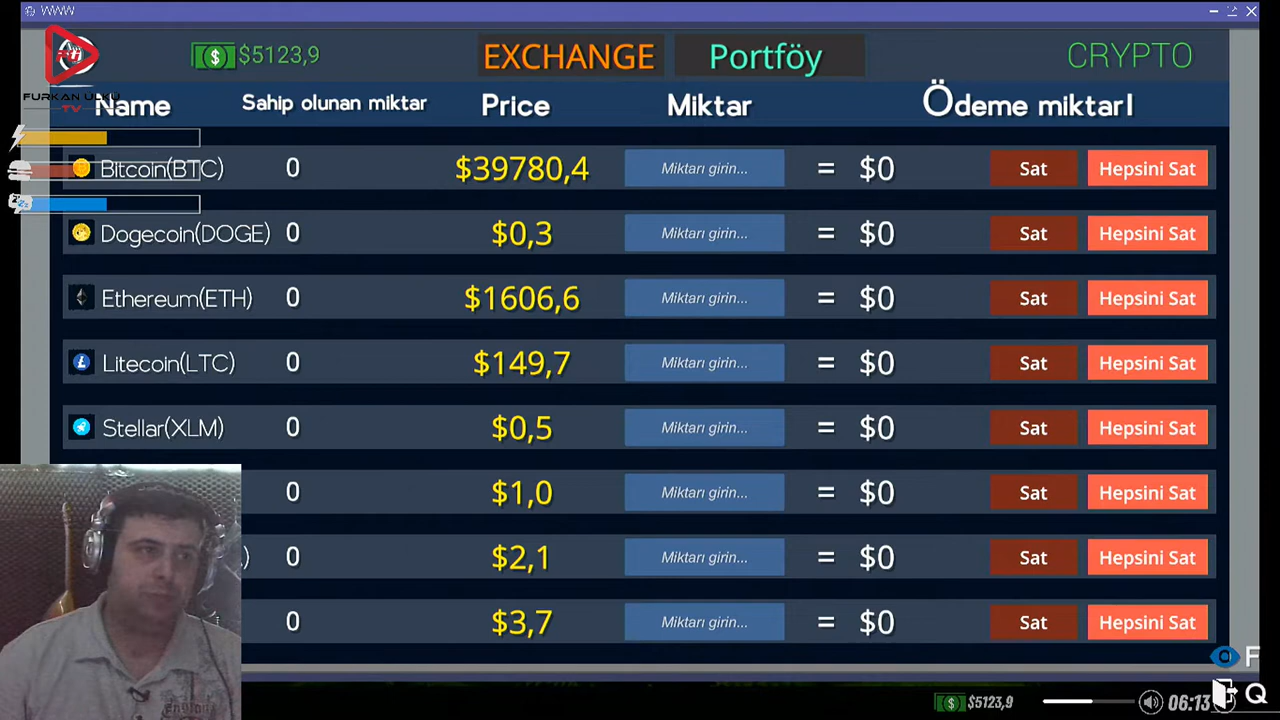 WWW
$5123,9 EXCHANGE Portföy CRYPTO
FURKAN ÜLKÜ
TV
Name Sahip olunan miktar Price Miktar Ödeme miktarı
Bitcoin(BTC) 0 $39780,4 Miktarı girin... = $0 Sat Hepsini Sat
Dogecoin(DOGE) 0 $0,3 Miktarı girin... = $0 Sat Hepsini Sat
Ethereum(ETH) 0 $1606,6 Miktarı girin... = $0 Sat Hepsini Sat
Litecoin(LTC) 0 $149,7 Miktarı girin... = $0 Sat Hepsini Sat
Stellar(XLM) 0 $0,5 Miktarı girin... = $0 Sat Hepsini Sat
0 $1,0 Miktarı girin... = $0 Sat Hepsini Sat
) 0 $2,1 Miktarı girin... = $0 Sat Hepsini Sat
0 $3,7 Miktarı girin... = $0 Sat Hepsini Sat
F
$5123,9 06:13 Q